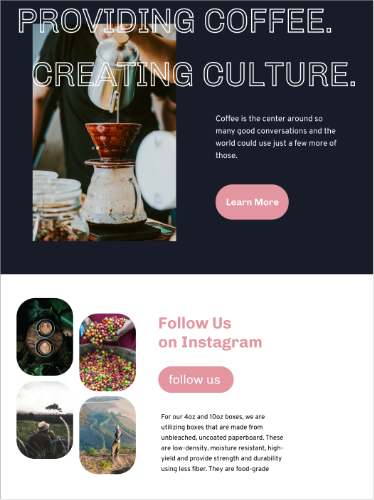 PROVIDING COFFEE.
CREATING CULTURE.
Coffee is the center around so
many good conversations and the
world could use just a few more of
those.
Learn More
Follow Us
on Instagram
follow us
For our 4oz and 10oz boxes, we are
utilizing boxes that are made from
unbleached, uncoated paperboard. These
are low-density, moisture resistant, high-
yield and provide strength and durability
using less fiber. They are food-grade